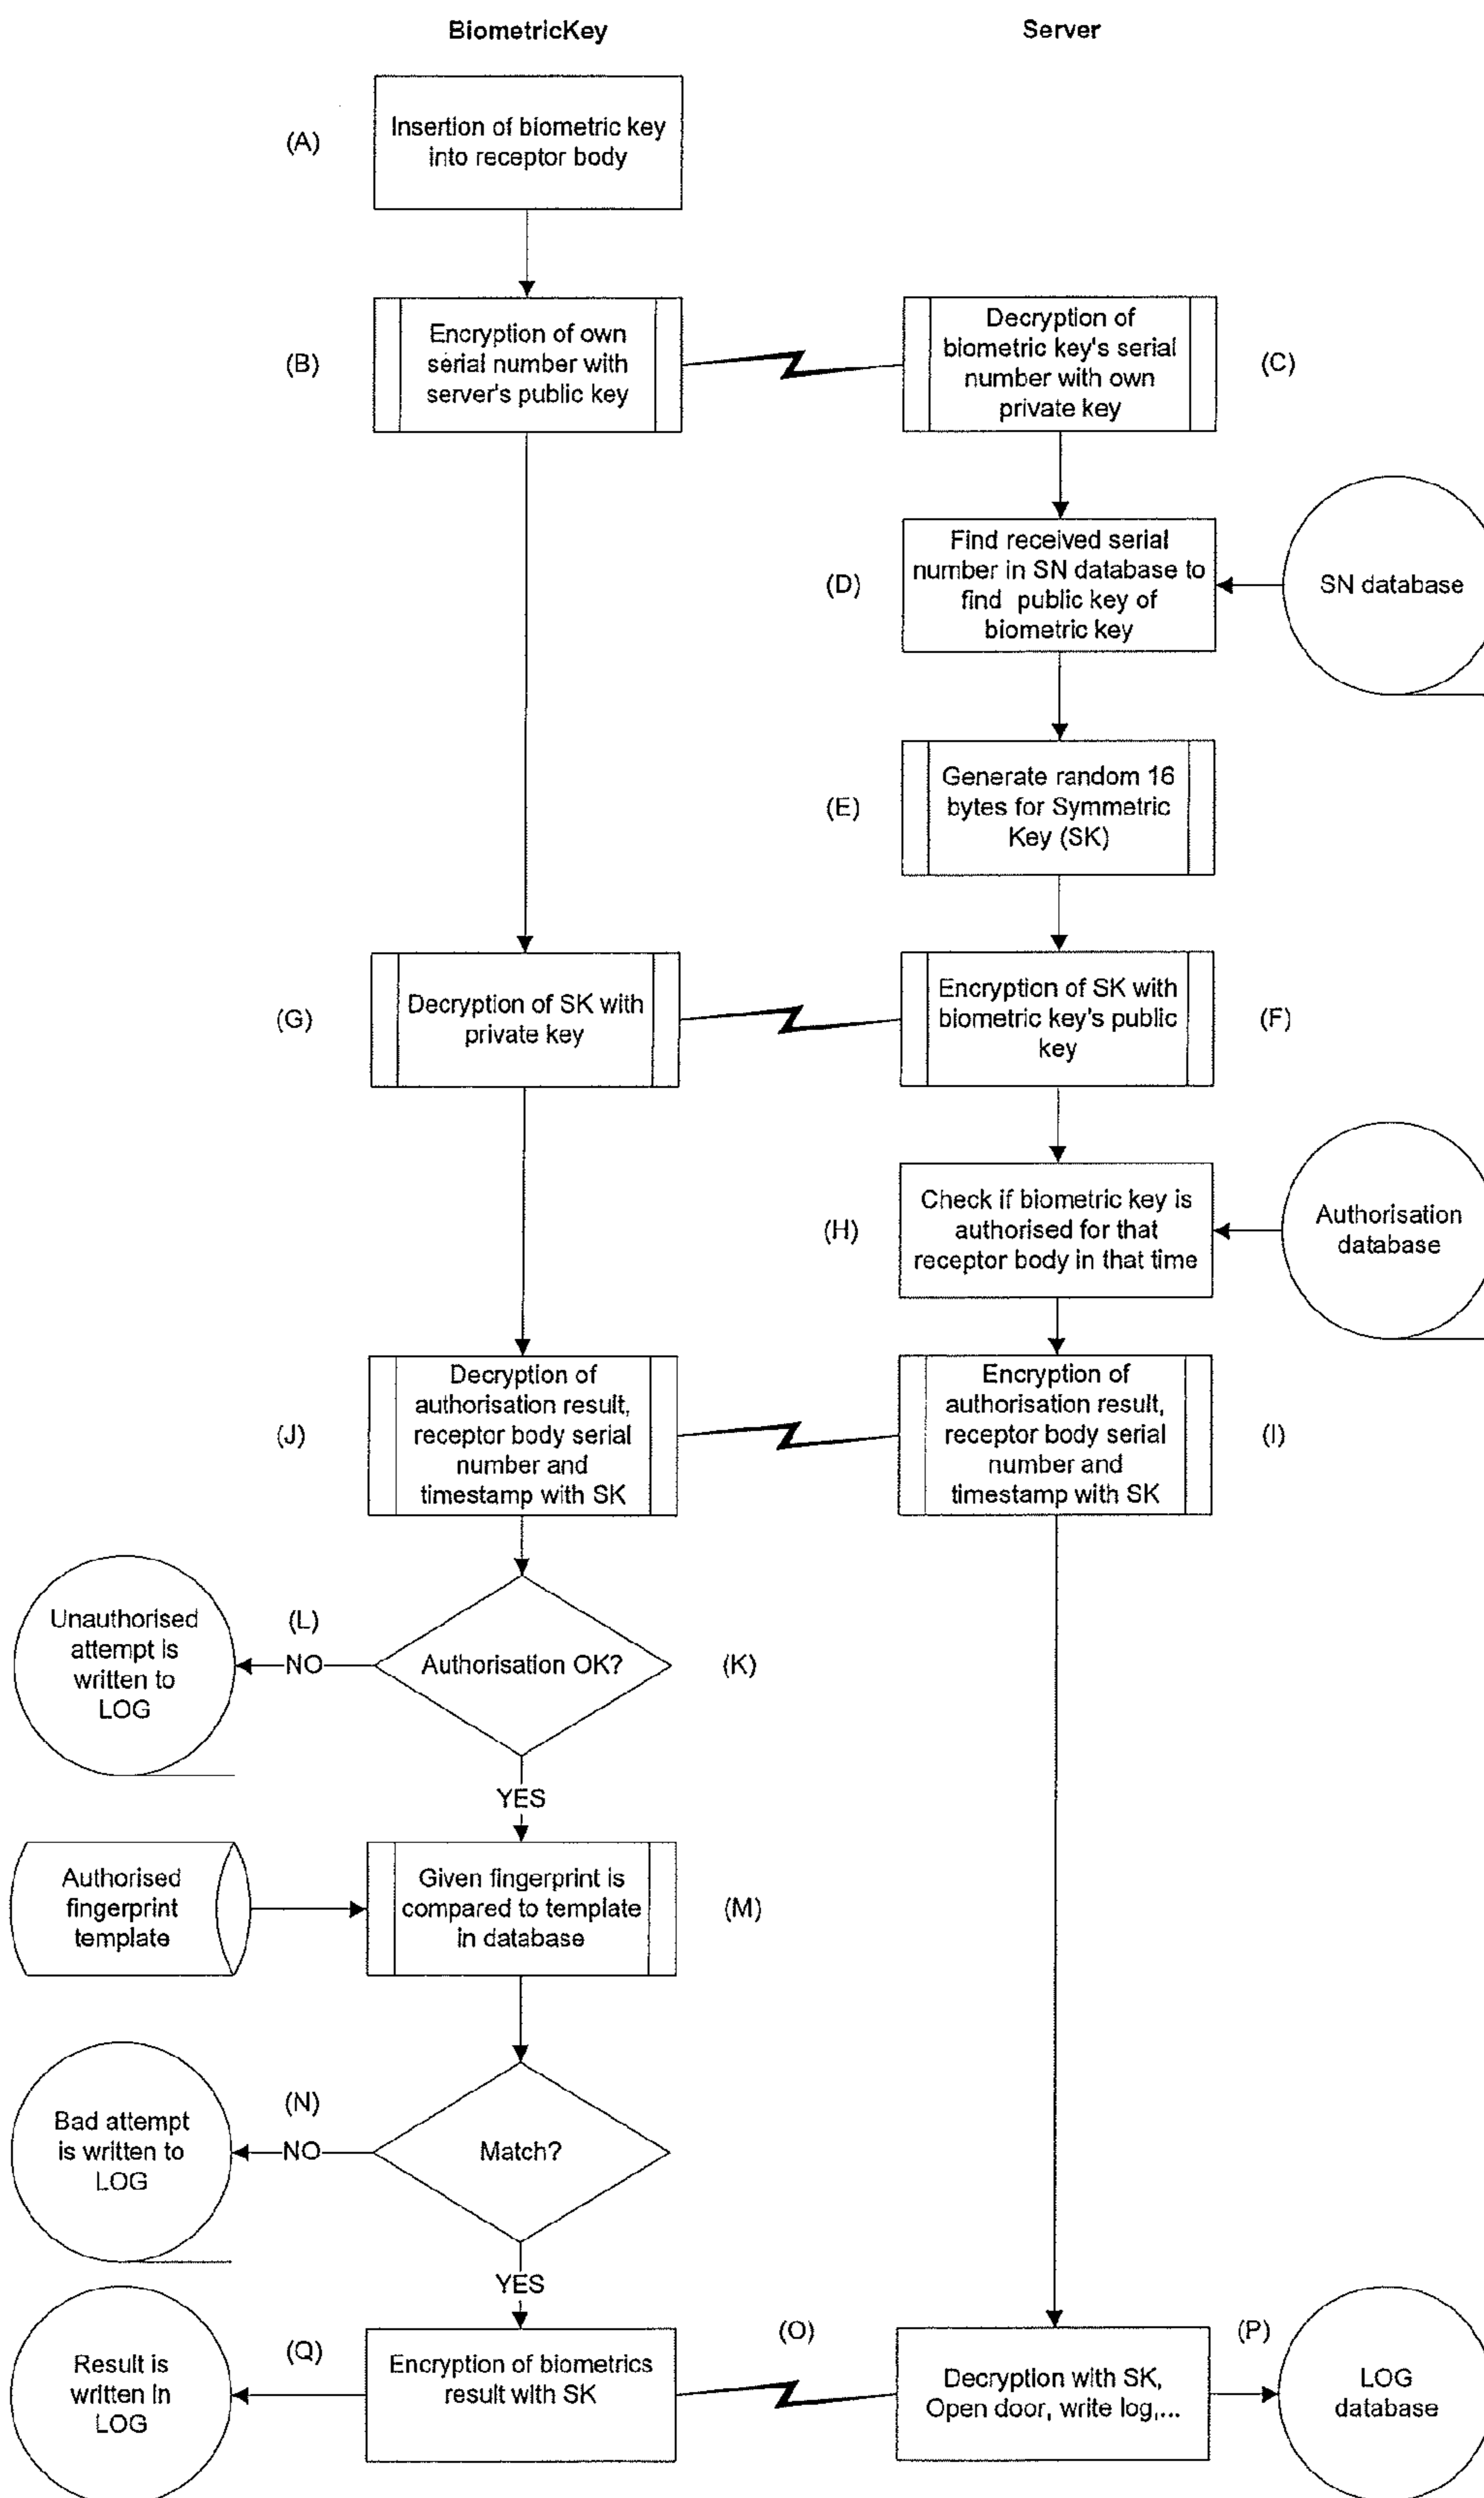 BiometricKey
Server
(A)
Insertion of biometric key
into receptor body
(B)
Encryption of own
serial number with
server's public key
Decryption of
biometric key's serial
number with own
private key
(C)
(D)
Find received serial
number in SN database to
find public key of
biometric key
SN database
(E)
Generate random 16
bytes for Symmetric
Key (SK)
(G)
Decryption of SK with
private key
Encryption of SK with
biometric key's public
key
(F)
(H)
Check if biometric key is
authorised for that
receptor body in that time
Authorisation
database
(J)
Decryption of
authorisation result,
receptor body serial
number and
timestamp with SK
Encryption of
authorisation result,
receptor body serial
number and
timestamp with SK
(I)
Unauthorised
attempt is
written to
LOG
(L)
NO
Authorisation OK?
(K)
YES
Authorised
fingerprint
template
Given fingerprint is
compared to template
in database
(M)
Bad attempt
is written to
LOG
(N)
NO
Match?
YES
Result is
written in
LOG
(Q)
Encryption of biometrics
result with SK
(O)
Decryption with SK,
Open door, write log,...
(P)
LOG
database